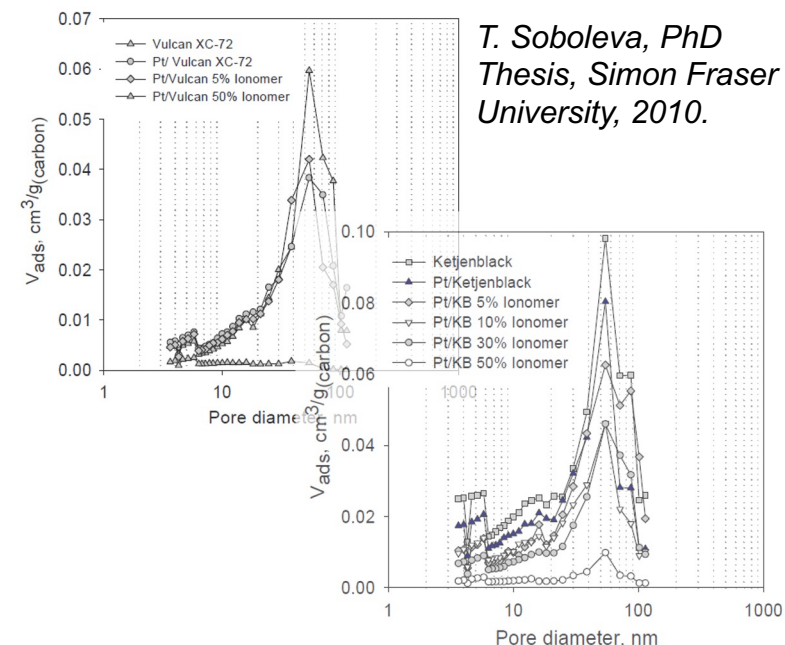 T. Soboleva, PhD
Thesis, Simon Fraser
University, 2010.
0.07
0.06
0.05
0.04
0.03
0.02
0.01
0.00
Vads, cm3/g(carbon)
Vulcan XC-72
Pt/ Vulcan XC-72
Pt/Vulcan 5% Ionomer
Pt/Vulcan 50% Ionomer
1
10
100
1000
Pore diameter, nm
0.10
0.08
0.06
0.04
0.02
0.00
Vads, cm3/g(carbon)
Ketjenblack
Pt/Ketjenblack
Pt/KB 5% Ionomer
Pt/KB 10% Ionomer
Pt/KB 30% Ionomer
Pt/KB 50% Ionomer
1
10
100
1000
Pore diameter, nm